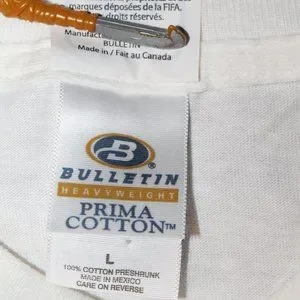 marques déposées de la FIFA.
droits réservés.
Manufactu
BULLETIN
Made in / Fait au Canada
B
BULLETIN
HEAVYWEIGHT
PRIMA
COTTON™
L
100% COTTON PRESHRUNK
MADE IN MEXICO
CARE ON REVERSE